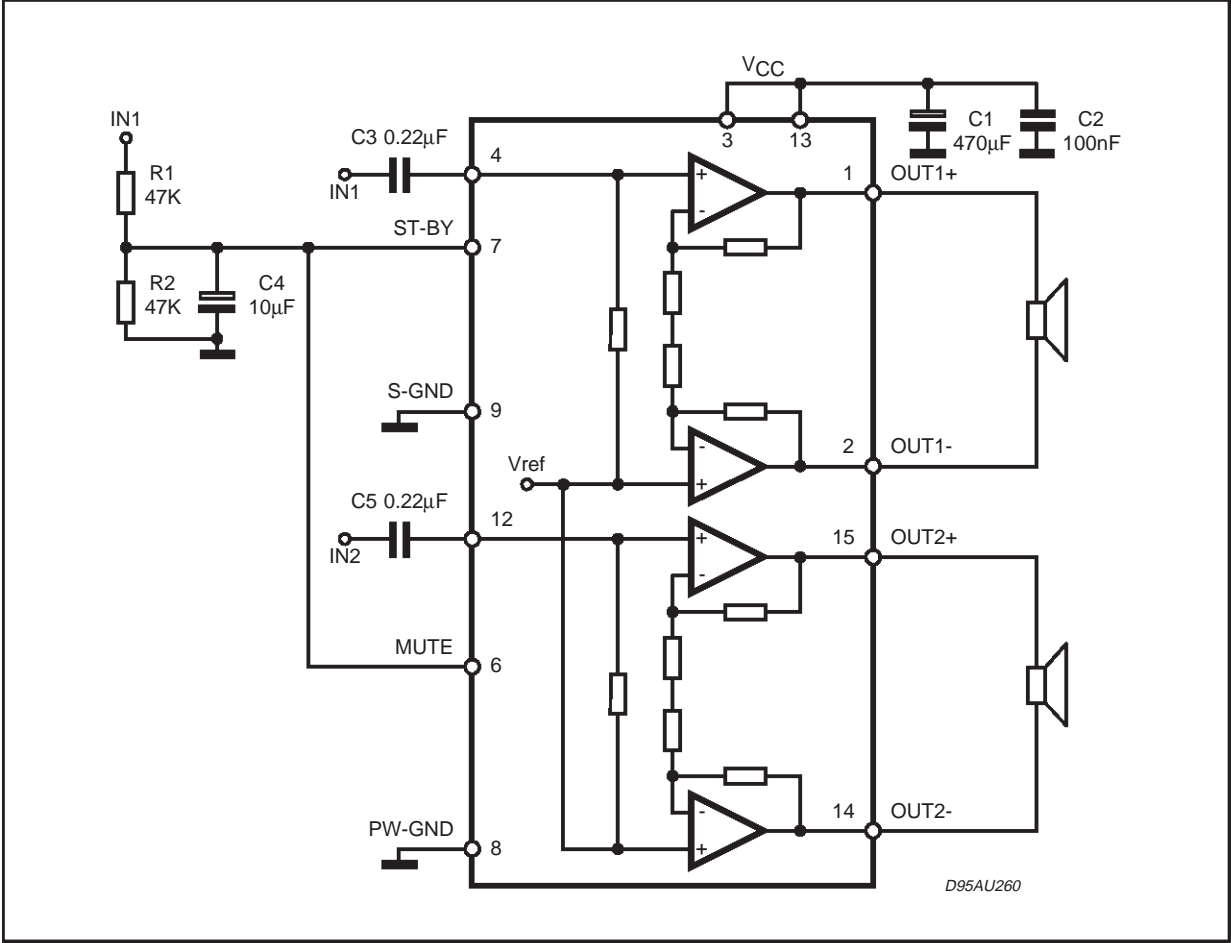 VCC
IN1
C3 0.22µF
4
3
13
C1
470µF
C2
100nF
R1
47K
IN1
+
-
1
OUT1+
ST-BY
7
R2
47K
C4
10µF
S-GND
9
-
+
2
OUT1-
Vref
C5 0.22µF
12
IN2
+
-
15
OUT2+
MUTE
6
-
+
14
OUT2-
PW-GND
8
D95AU260